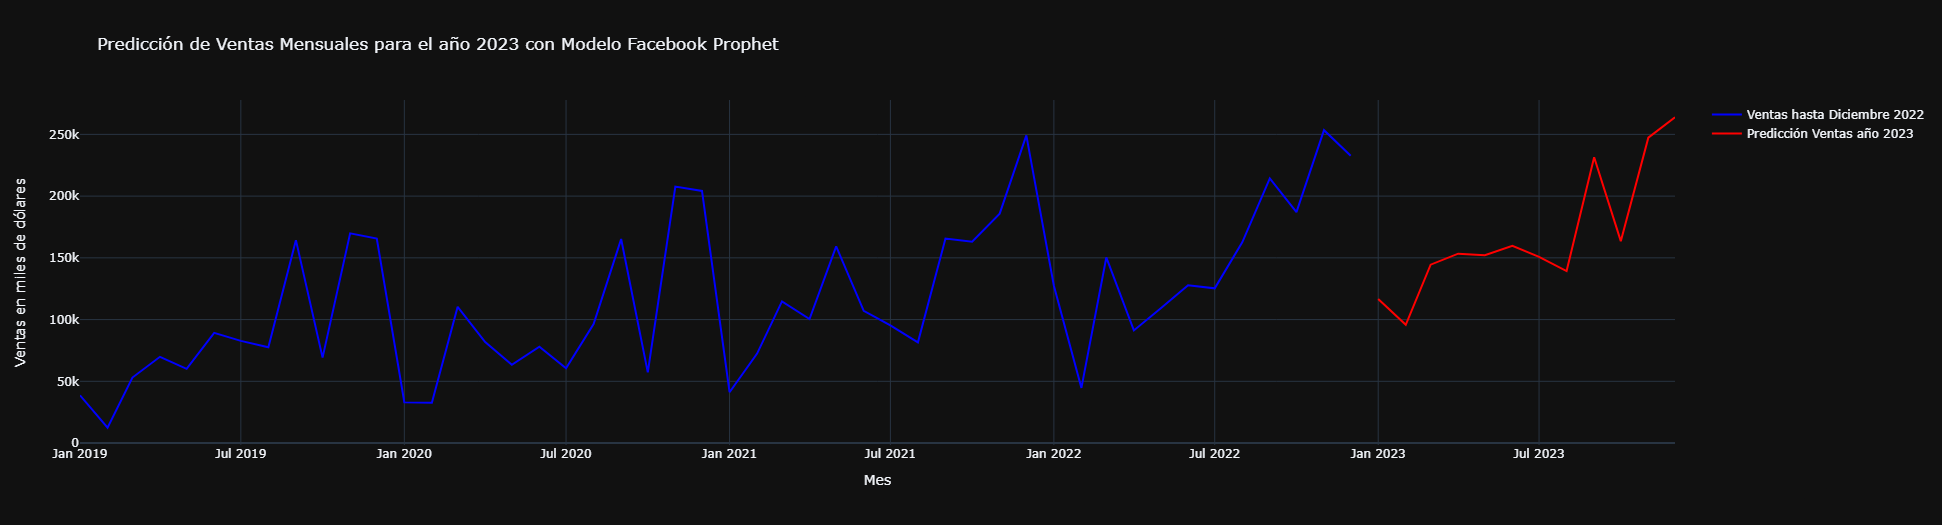 Predicción de Ventas Mensuales para el año 2023 con Modelo Facebook Prophet
Ventas hasta Diciembre 2022
Predicción Ventas año 2023
Ventas en miles de dólares
250k
200k
150k
100k
50k
0
Jan 2019 Jul 2019 Jan 2020 Jul 2020 Jan 2021 Jul 2021 Jan 2022 Jul 2022 Jan 2023 Jul 2023
Mes